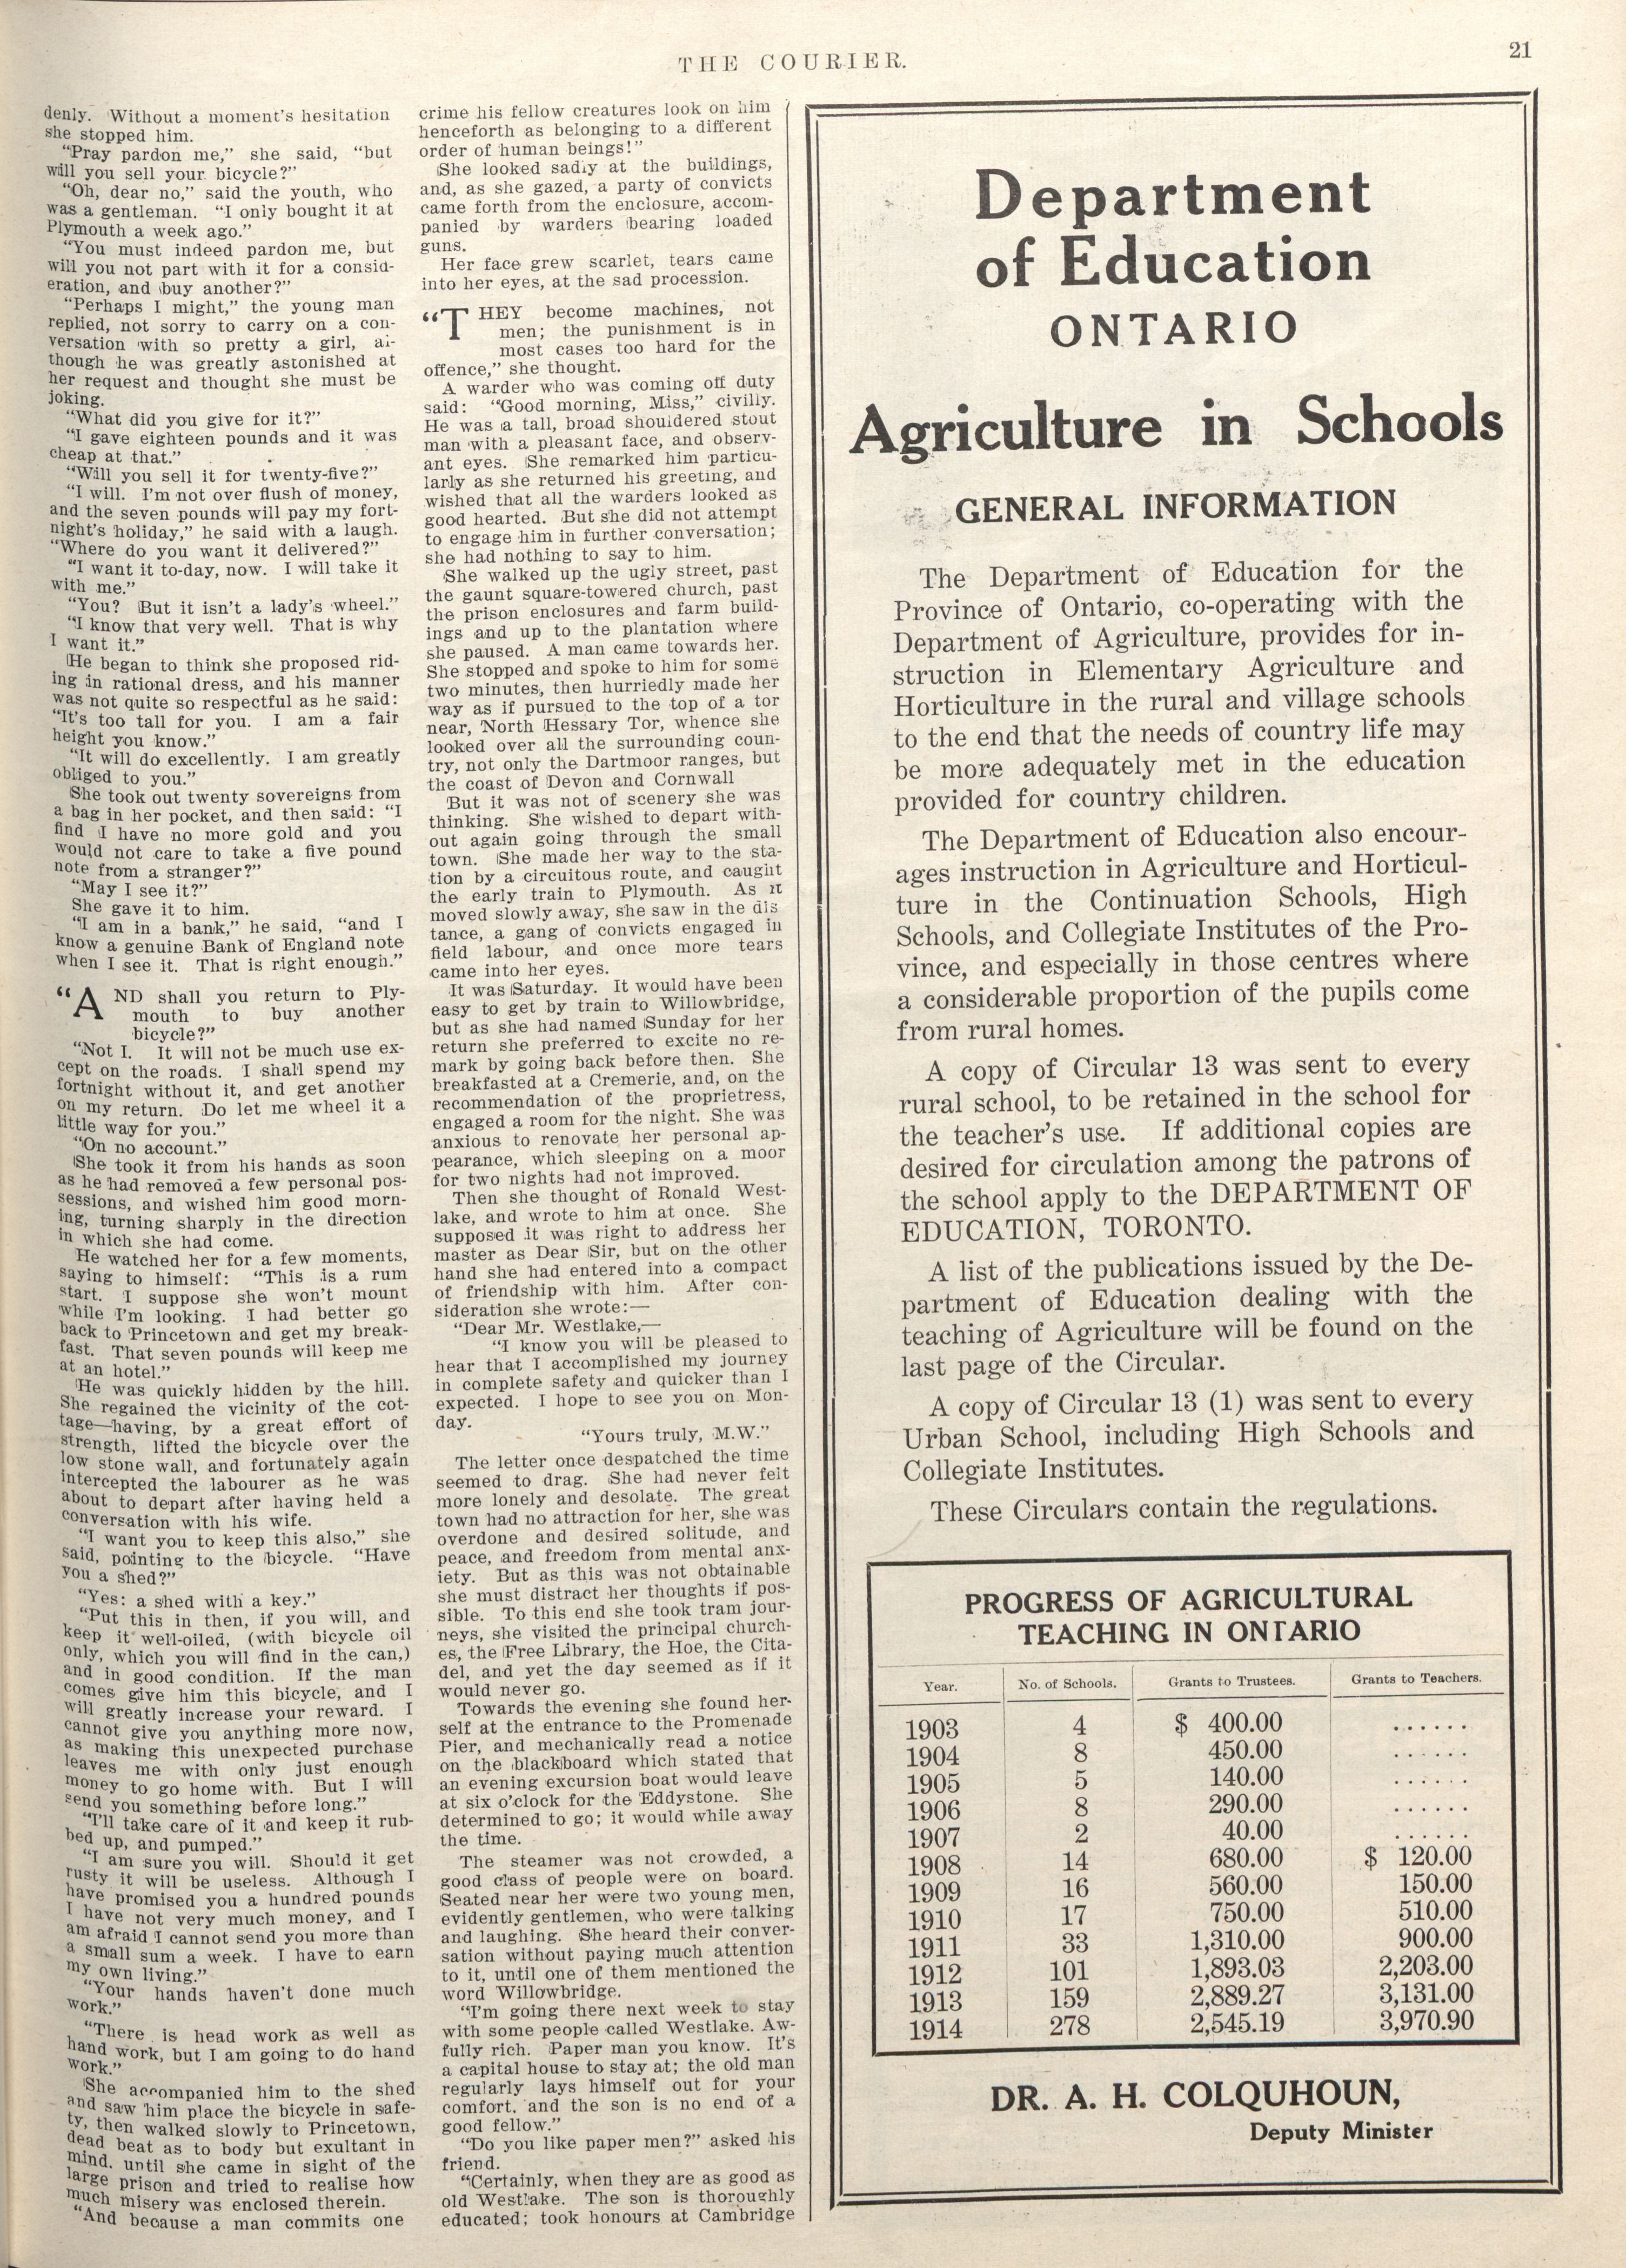 THE COURIER.
21
denly. Without a moment's hesitation
she stopped him.
"Pray pardon me," she said, "but
will you sell your bicycle?"
"Oh, dear no," said the youth, who
was a gentleman. "I only bought it at
Plymouth a week ago."
"You must indeed pardon me, but
will you not part with it for a consid-
eration, and buy another?"
"Perhaps I might," the young man
replied, not sorry to carry on a con-
versation with so pretty a girl, al-
though he was greatly astonished at
her request and thought she must be
joking.
"What did you give for it?"
"I gave eighteen pounds and it was
cheap at that."
"Will you sell it for twenty-five?"
"I will. I'm not over flush of money,
and the seven pounds will pay my fort-
night's holiday," he said with a laugh.
"Where do you want it delivered?"
"I want it to-day, now. I will take it
with me."
"You? But it isn't a lady's wheel."
"I know that very well. That is why
I want it."
He began to think she proposed rid-
ing in rational dress, and his manner
was not quite so respectful as he said:
"It's too tall for you. I am a fair
height you know."
"It will do excellently. I am greatly
obliged to you."
She took out twenty sovereigns from
a bag in her pocket, and then said: "I
find I have no more gold and you
would not care to take a five pound
note from a stranger?"
"May I see it?"
She gave it to him.
"I am in a bank," he said, "and I
know a genuine Bank of England note
when I see it. That is right enough."
"AND shall you return to Ply-
mouth to buy another
bicycle?"
"Not I. It will not be much use ex-
cept on the roads. I shall spend my
fortnight without it, and get another
on my return. Do let me wheel it a
little way for you."
"On no account."
She took it from his hands as soon
as he had removed a few personal pos-
sessions, and wished him good morn-
ing, turning sharply in the direction
in which she had come.
He watched her for a few moments,
saying to himself: "This is a rum
start. I suppose she won't mount
while I'm looking. I had better go
back to Princetown and get my break-
fast. That seven pounds will keep me
at an hotel."
He was quickly hidden by the hill.
She regained the vicinity of the cot-
tage—having, by a great effort of
strength, lifted the bicycle over the
low stone wall, and fortunately again
intercepted the labourer as he was
about to depart after having held a
conversation with his wife.
"I want you to keep this also," she
said, pointing to the bicycle. "Have
you a shed?"
"Yes: a shed with a key."
"Put this in then, if you will, and
keep it well-oiled, (with bicycle oil
only, which you will find in the can,)
and in good condition. If the man
comes give him this bicycle, and I
will greatly increase your reward. I
cannot give you anything more now,
as making this unexpected purchase
leaves me with only just enough
money to go home with. But I will
send you something before long."
"I'll take care of it and keep it rub-
bed up, and pumped."
"I am sure you will. Should it get
rusty it will be useless. Although I
have promised you a hundred pounds
I have not very much money, and I
am afraid I cannot send you more than
a small sum a week. I have to earn
my own living."
"Your hands haven't done much
work."
"There is head work as well as
hand work, but I am going to do hand
work."
She accompanied him to the shed
and saw him place the bicycle in safe-
ty, then walked slowly to Princetown,
dead beat as to body but exultant in
mind, until she came in sight of the
large prison and tried to realise how
much misery was enclosed therein.
"And because a man commits one
crime his fellow creatures look on him
henceforth as belonging to a different
order of human beings!"
She looked sadly at the buildings,
and, as she gazed, a party of convicts
came forth from the enclosure, accom-
panied by warders bearing loaded
guns.
Her face grew scarlet, tears came
into her eyes, at the sad procession.
"THEY become machines, not
men; the punishment is in
most cases too hard for the
offence," she thought.
A warder who was coming off duty
said: "Good morning, Miss," civilly.
He was a tall, broad shouldered stout
man with a pleasant face, and observ-
ant eyes. She remarked him particu-
larly as she returned his greeting, and
wished that all the warders looked as
good hearted. But she did not attempt
to engage him in further conversation;
she had nothing to say to him.
She walked up the ugly street, past
the gaunt square-towered church, past
the prison enclosures and farm build-
ings and up to the plantation where
she paused. A man came towards her.
She stopped and spoke to him for some
two minutes, then hurriedly made her
way as if pursued to the top of a tor
near, North Hessary Tor, whence she
looked over all the surrounding coun-
try, not only the Dartmoor ranges, but
the coast of Devon and Cornwall
But it was not of scenery she was
thinking. She wished to depart with-
out again going through the small
town. She made her way to the sta-
tion by a circuitous route, and caught
the early train to Plymouth. As it
moved slowly away, she saw in the dis
tance, a gang of convicts engaged in
field labour, and once more tears
came into her eyes.
It was Saturday. It would have been
easy to get by train to Willowbridge,
but as she had named Sunday for her
return she preferred to excite no re-
mark by going back before then. She
breakfasted at a Cremerie, and, on the
recommendation of the proprietress,
engaged a room for the night. She was
anxious to renovate her personal ap-
pearance, which sleeping on a moor
for two nights had not improved.
Then she thought of Ronald West-
lake, and wrote to him at once. She
supposed it was right to address her
master as Dear Sir, but on the other
hand she had entered into a compact
of friendship with him. After con-
sideration she wrote:—
"Dear Mr. Westlake,—
"I know you will be pleased to
hear that I accomplished my journey
in complete safety and quicker than I
expected. I hope to see you on Mon-
day.
"Yours truly, M.W."
The letter once despatched the time
seemed to drag. She had never felt
more lonely and desolate. The great
town had no attraction for her, she was
overdone and desired solitude, and
peace, and freedom from mental anx-
iety. But as this was not obtainable
she must distract her thoughts if pos-
sible. To this end she took tram jour-
neys, she visited the principal church-
es, the Free Library, the Hoe, the Cita-
del, and yet the day seemed as if it
would never go.
Towards the evening she found her-
self at the entrance to the Promenade
Pier, and mechanically read a notice
on the blackboard which stated that
an evening excursion boat would leave
at six o'clock for the Eddystone. She
determined to go; it would while away
the time.
The steamer was not crowded, a
good class of people were on board.
Seated near her were two young men,
evidently gentlemen, who were talking
and laughing. She heard their conver-
sation without paying much attention
to it, until one of them mentioned the
word Willowbridge.
"I'm going there next week to stay
with some people called Westlake. Aw-
fully rich. Paper man you know. It's
a capital house to stay at; the old man
regularly lays himself out for your
comfort, and the son is no end of a
good fellow."
"Do you like paper men?" asked his
friend.
"Certainly, when they are as good as
old Westlake. The son is thoroughly
educated; took honours at Cambridge
Department
of Education
ONTARIO
Agriculture in Schools
GENERAL INFORMATION
The Department of Education for the
Province of Ontario, co-operating with the
Department of Agriculture, provides for in-
struction in Elementary Agriculture and
Horticulture in the rural and village schools
to the end that the needs of country life may
be more adequately met in the education
provided for country children.
The Department of Education also encour-
ages instruction in Agriculture and Horticul-
ture in the Continuation Schools, High
Schools, and Collegiate Institutes of the Pro-
vince, and especially in those centres where
a considerable proportion of the pupils come
from rural homes.
A copy of Circular 13 was sent to every
rural school, to be retained in the school for
the teacher's use. If additional copies are
desired for circulation among the patrons of
the school apply to the DEPARTMENT OF
EDUCATION, TORONTO.
A list of the publications issued by the De-
partment of Education dealing with the
teaching of Agriculture will be found on the
last page of the Circular.
A copy of Circular 13 (1) was sent to every
Urban School, including High Schools and
Collegiate Institutes.
These Circulars contain the regulations.
PROGRESS OF AGRICULTURAL
TEACHING IN ONTARIO
Year. No. of Schools. Grants to Trustees. Grants to Teachers.
1903 4 $ 400.00 ......
1904 8 450.00 ......
1905 5 140.00 ......
1906 8 290.00 ......
1907 2 40.00 ......
1908 14 680.00 $ 120.00
1909 16 560.00 150.00
1910 17 750.00 510.00
1911 33 1,310.00 900.00
1912 101 1,893.03 2,203.00
1913 159 2,889.27 3,131.00
1914 278 2,545.19 3,970.90
DR. A. H. COLQUHOUN,
Deputy Minister